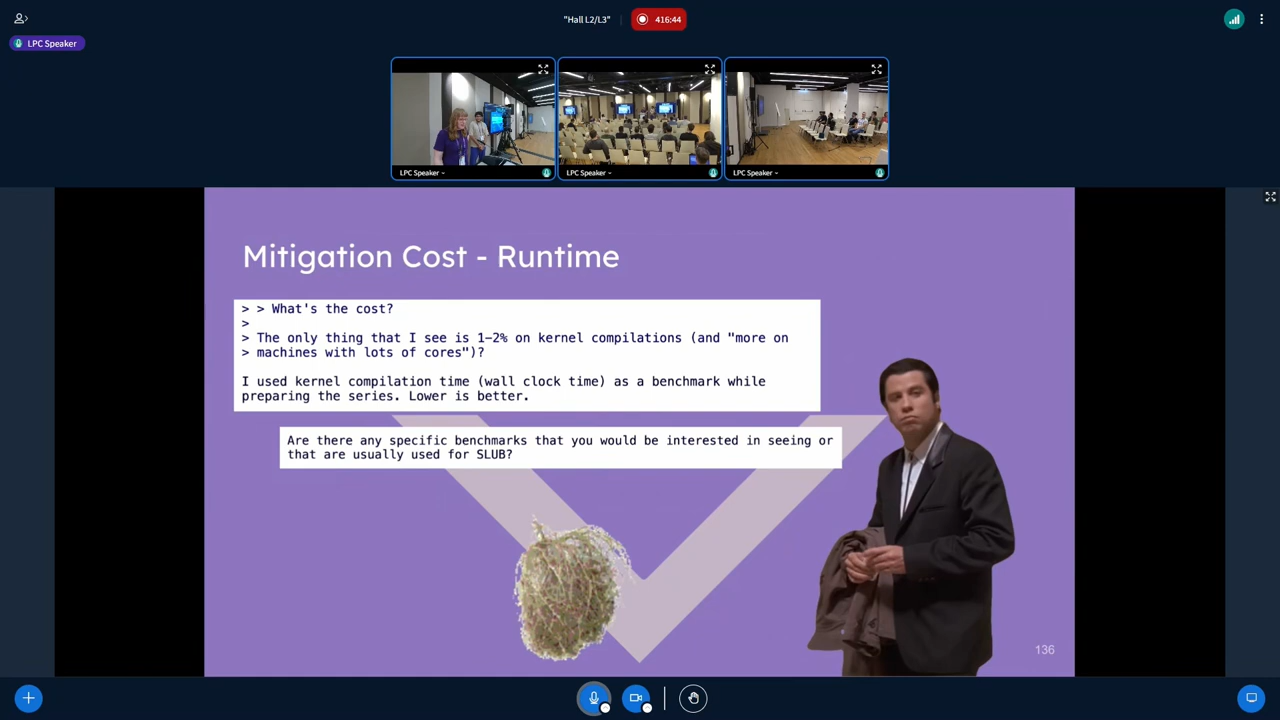 "Hall L2/L3"
416:44
LPC Speaker
LPC Speaker
LPC Speaker
LPC Speaker
Mitigation Cost - Runtime
> > What's the cost?
>
> The only thing that I see is 1-2% on kernel compilations (and "more on
> machines with lots of cores")?
I used kernel compilation time (wall clock time) as a benchmark while
preparing the series. Lower is better.
Are there any specific benchmarks that you would be interested in seeing or
that are usually used for SLUB?
136